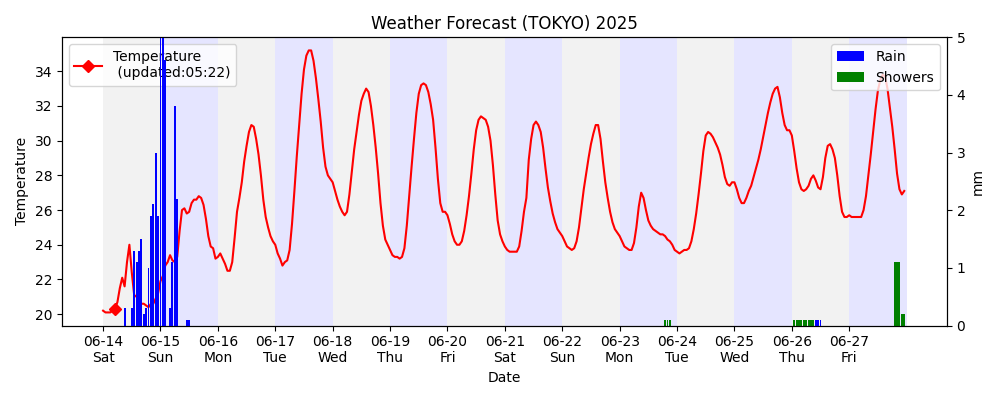 Weather Forecast (TOKYO) 2025
Temperature
(updated:05:22)
Rain
Showers
Temperature
34
32
30
28
26
24
22
20
5
4
3
2
1
0
mm
06-14 06-15 06-16 06-17 06-18 06-19 06-20 06-21 06-22 06-23 06-24 06-25 06-26 06-27
Sat Sun Mon Tue Wed Thu Fri Sat Sun Mon Tue Wed Thu Fri
Date